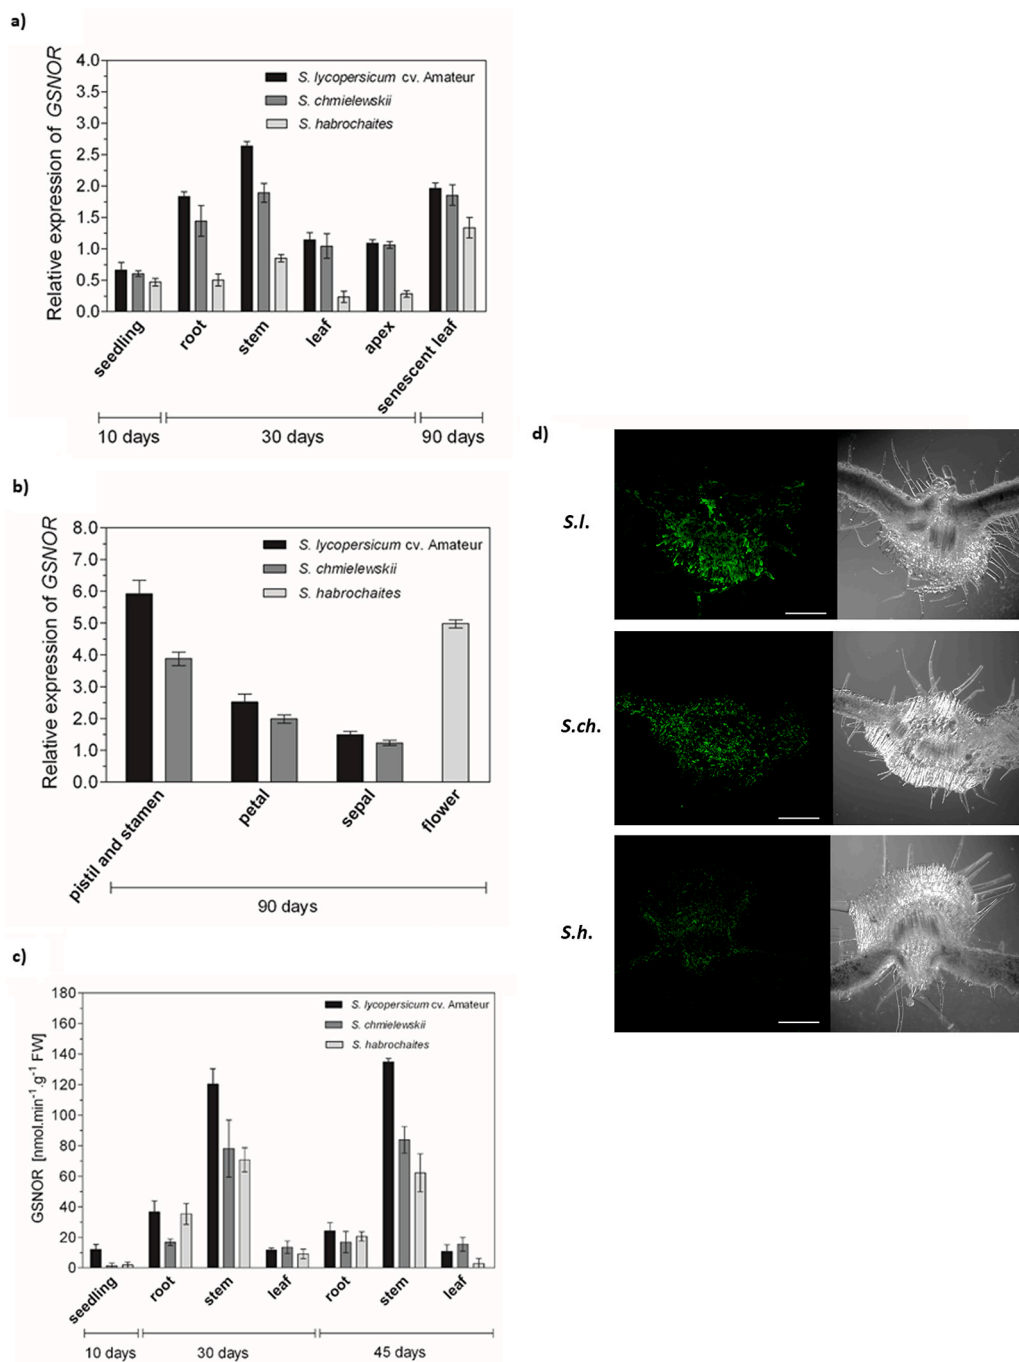 a)
Relative expression of GSNOR
4.0
3.5
3.0
2.5
2.0
1.5
1.0
0.5
0.0
S. lycopersicum cv. Amateur
S. chmielewskii
S. habrochaites
seedling
root
stem
leaf
apex
senescent leaf
10 days
30 days
90 days
b)
Relative expression of GSNOR
8.0
7.0
6.0
5.0
4.0
3.0
2.0
1.0
0.0
S. lycopersicum cv. Amateur
S. chmielewskii
S. habrochaites
pistil and stamen
petal
sepal
flower
90 days
c)
GSNOR [nmol.min⁻¹.g⁻¹ FW]
180
160
140
120
100
80
60
40
20
0
S. lycopersicum cv. Amateur
S. chmielewskii
S. habrochaites
seedling
root
stem
leaf
root
stem
leaf
10 days
30 days
45 days
d)
S.l.
S.ch.
S.h.